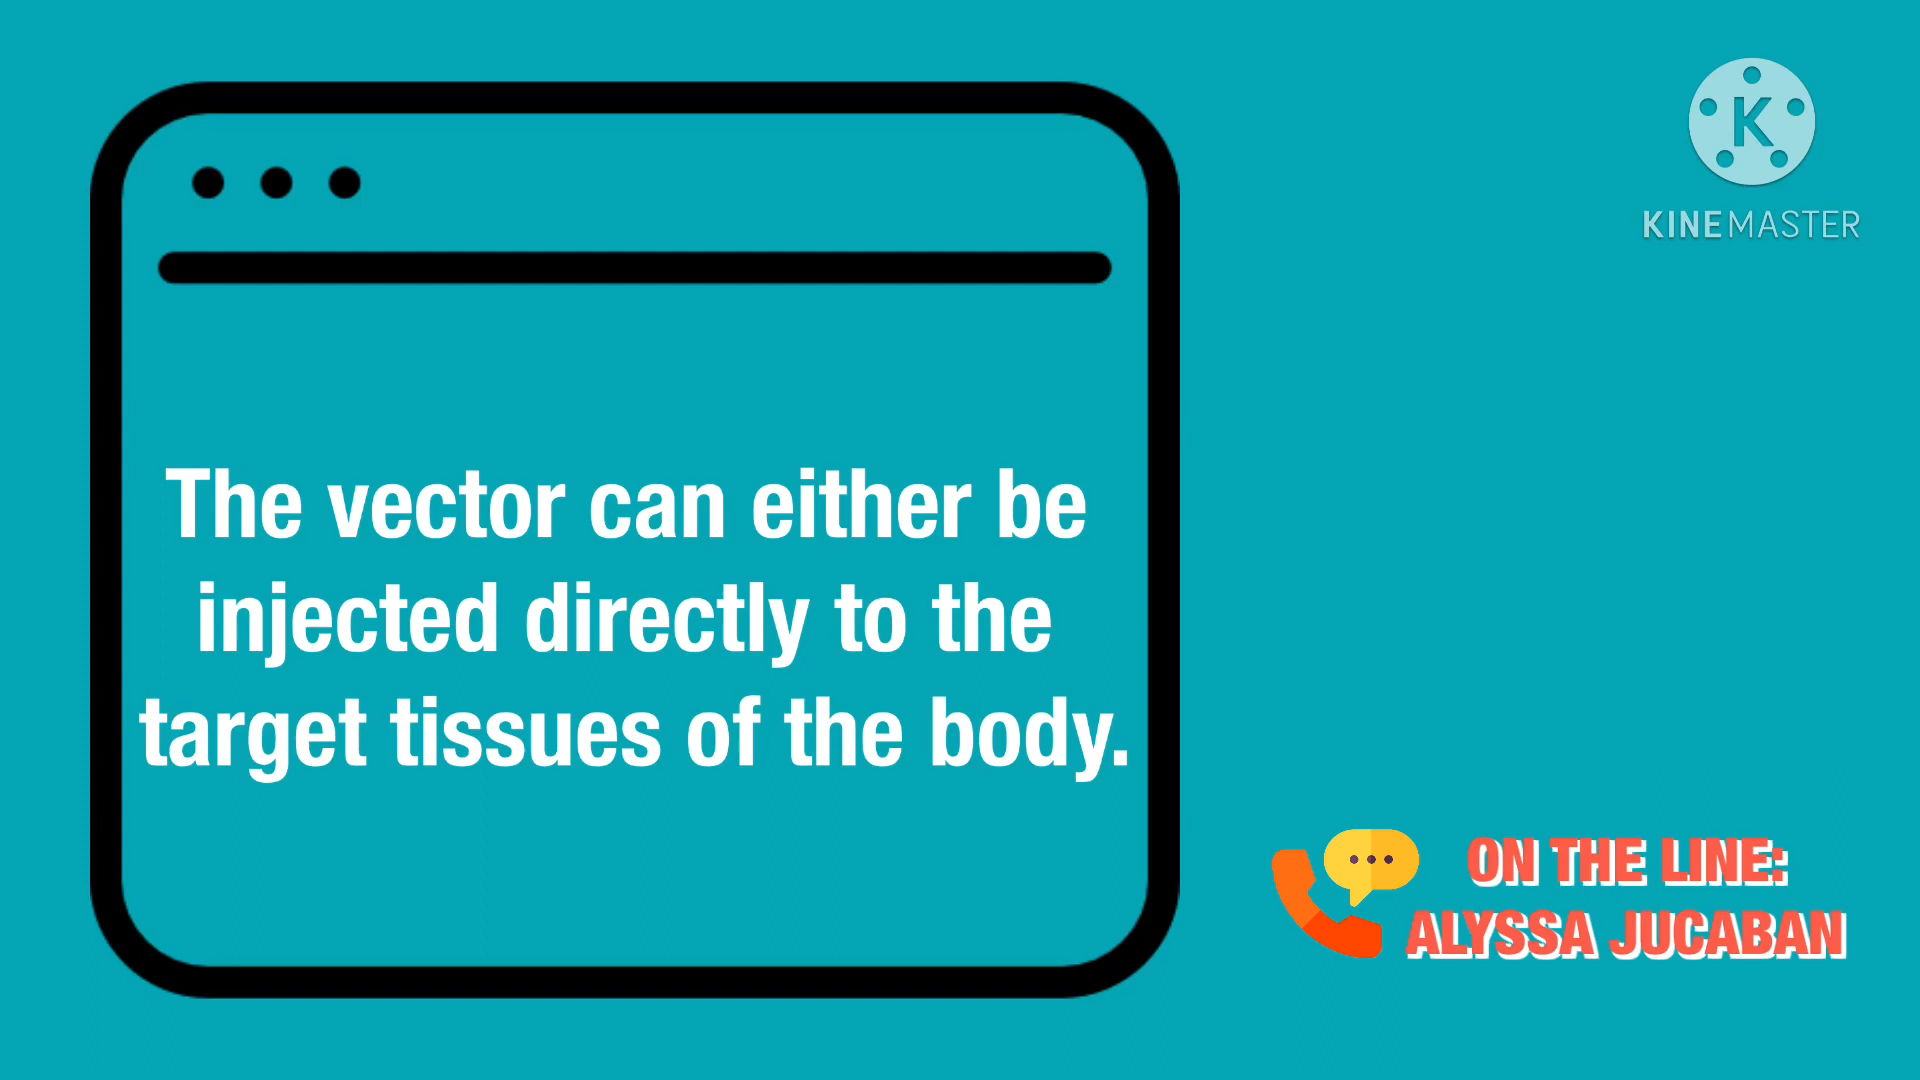 K
KINEMASTER
The vector can either be
injected directly to the
target tissues of the body.
ON THE LINE:
ALYSSA JUCABAN